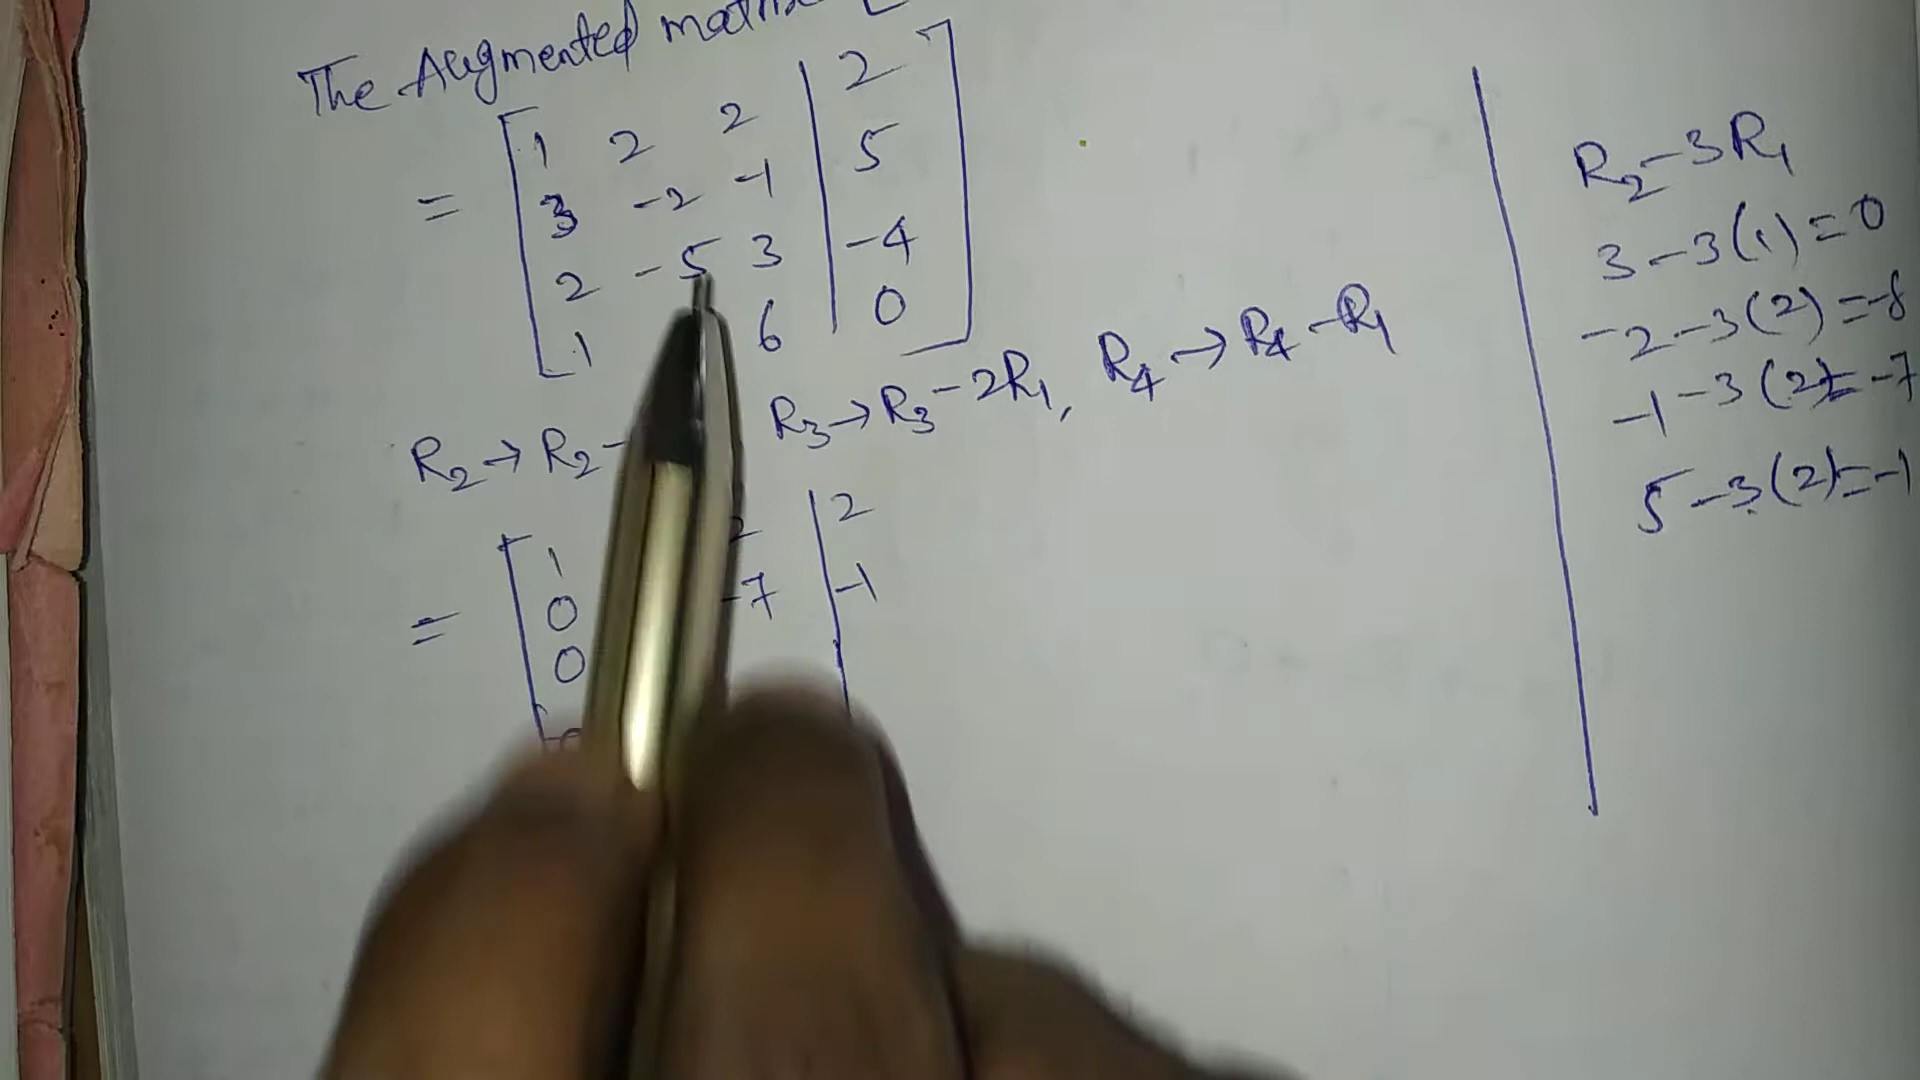 The Augmented matrix [
= [ 1 2 2 | 2 ]
3 -2 -1 | 5
2 -5 3 | -4
1 6 | 0
R₂→R₂- R₃→R₃-2R₁, R₄→R₄-R₁
= [ 1 2 | 2
0 -7 | -1
0
0
R₂-3R₁
3-3(1)=0
-2-3(2)=-8
-1-3(2)=-7
5-3(2)=-1